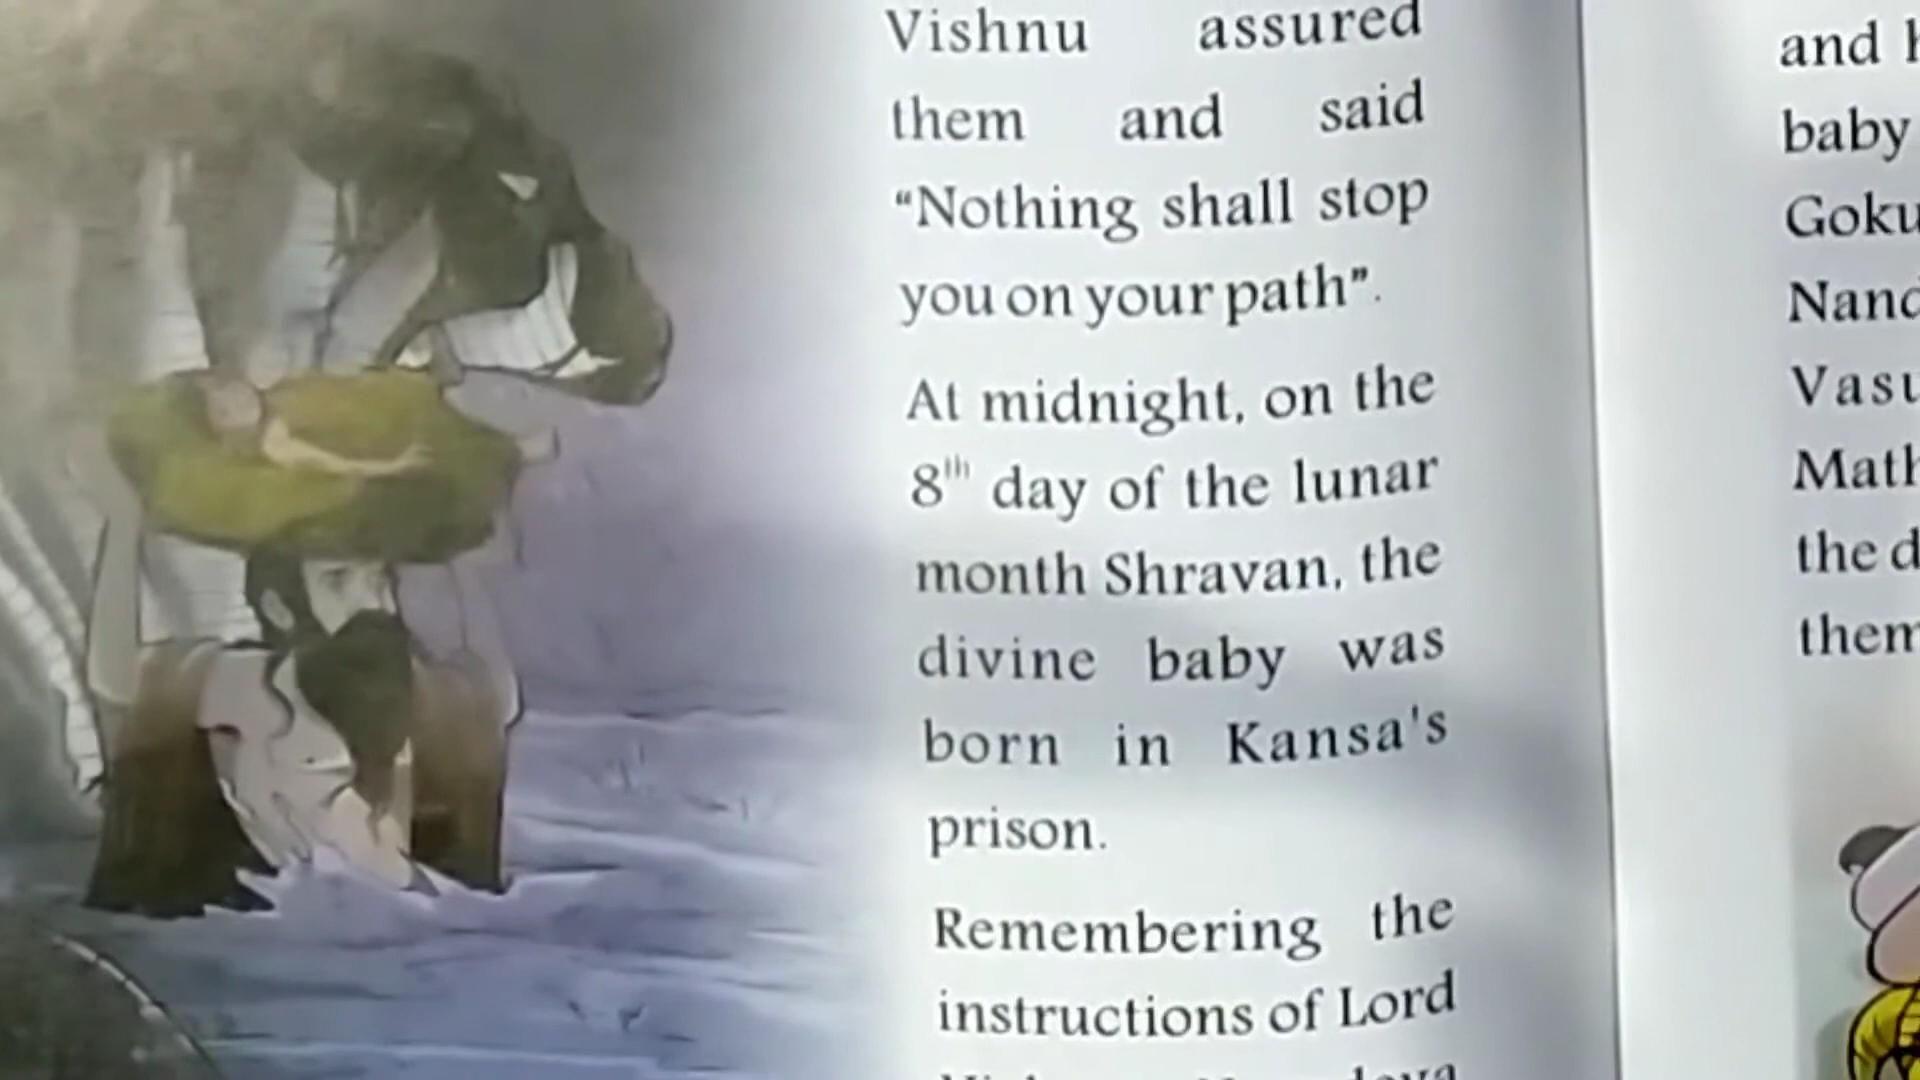 Vishnu assured
them and said
“Nothing shall stop
you on your path”.
At midnight, on the
8th day of the lunar
month Shravan, the
divine baby was
born in Kansa's
prison.
Remembering the
instructions of Lord
and
baby
the